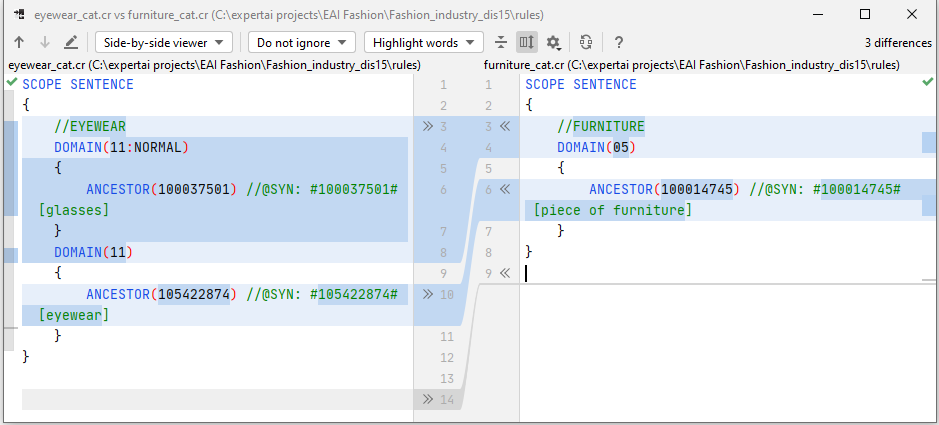 eyewear_cat.cr vs furniture_cat.cr (C:\expertai projects\EAI Fashion\Fashion_industry_dis15\rules)
Side-by-side viewer Do not ignore Highlight words ? 3 differences
eyewear_cat.cr (C:\expertai projects\EAI Fashion\Fashion_industry_dis15\rules)
SCOPE SENTENCE 1
{ 2
//EYEWEAR 3
DOMAIN(11:NORMAL) 4
{ 5
ANCESTOR(100037501) //@SYN: #100037501# 6
[glasses]
} 7
DOMAIN(11) 8
{ 9
ANCESTOR(105422874) //@SYN: #105422874# 10
[eyewear]
} 11
} 12
13
14
furniture_cat.cr (C:\expertai projects\EAI Fashion\Fashion_industry_dis15\rules)
1 SCOPE SENTENCE
2 {
3 //FURNITURE
4 DOMAIN(05)
5 {
6 ANCESTOR(100014745) //@SYN: #100014745#
[piece of furniture]
7 }
8 }
9